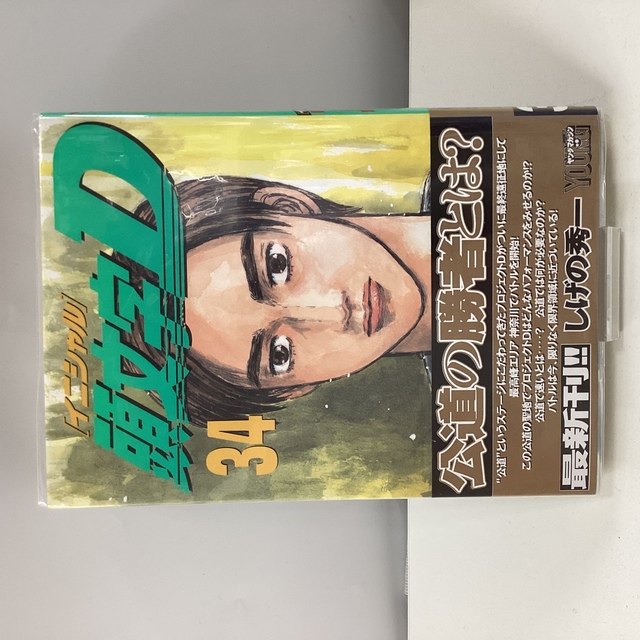 イニシャル
頭文字D
34
公道の勝者とは?
"公道"というステージにこだわってきたプロジェクトDがついに最終遠征地にして
最高峰エリア 神奈川でバトルを開始!
この公道の聖地でプロジェクトDはどんなパフォーマンスをみせるのか!?
公道で速いとは……? 公道では何が必要なのか?
バトルは今、限りなく限界領域に近づいている!
最新刊!!
しげの秀一
ヤングマガジン